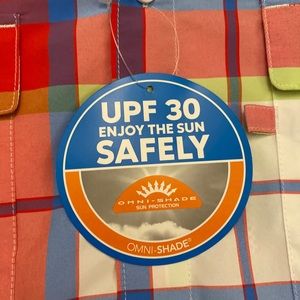 UPF 30
ENJOY THE SUN
SAFELY
OMNI-SHADE
SUN PROTECTION
OMNI-SHADE®